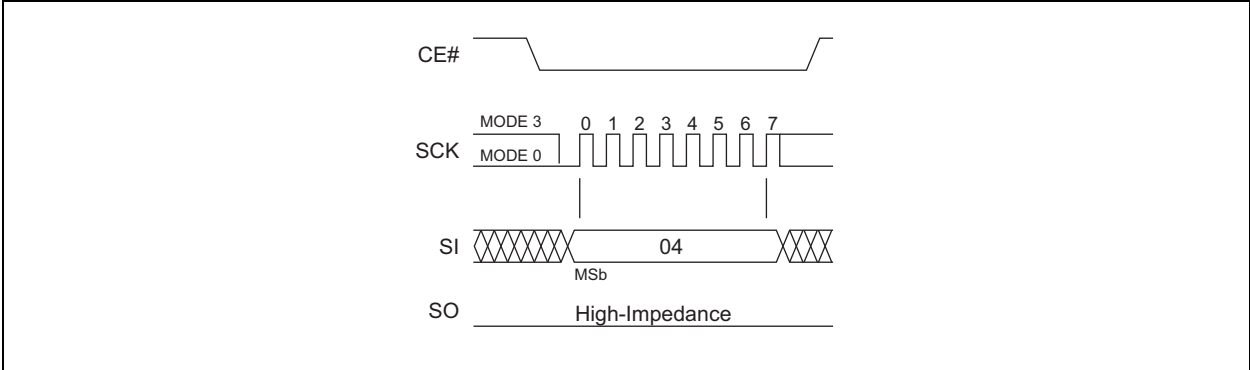 CE#
MODE 3
0 1 2 3 4 5 6 7
SCK
MODE 0
SI
04
MSb
SO
High-Impedance